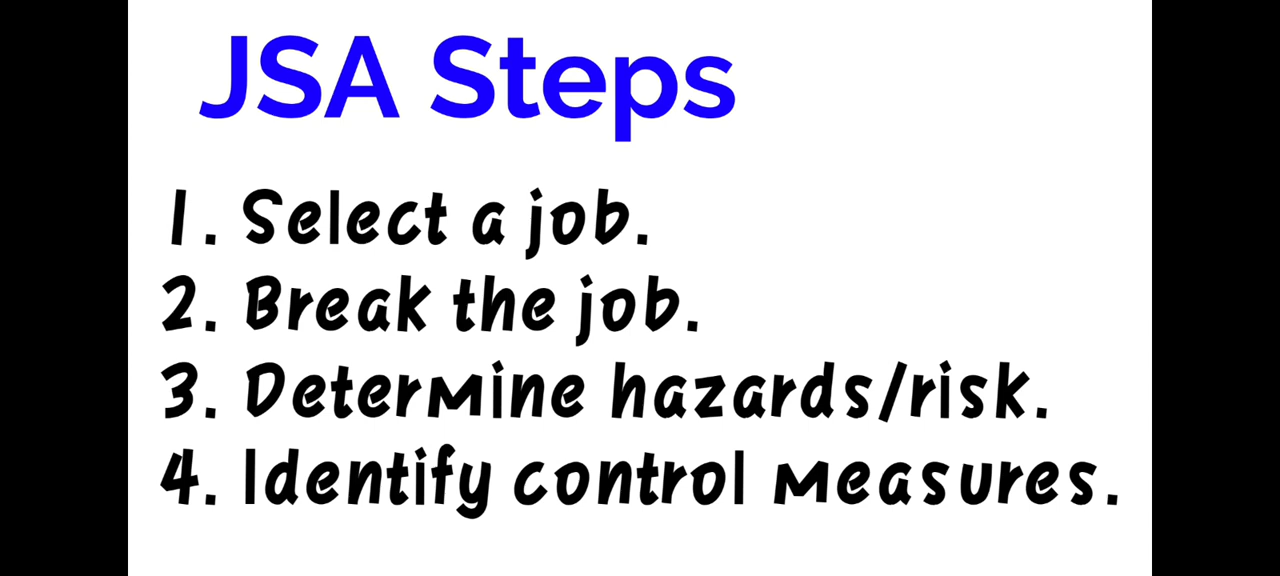 JSA Steps
1. Select a job.
2. Break the job.
3. Determine hazards/risk.
4. Identify control measures.